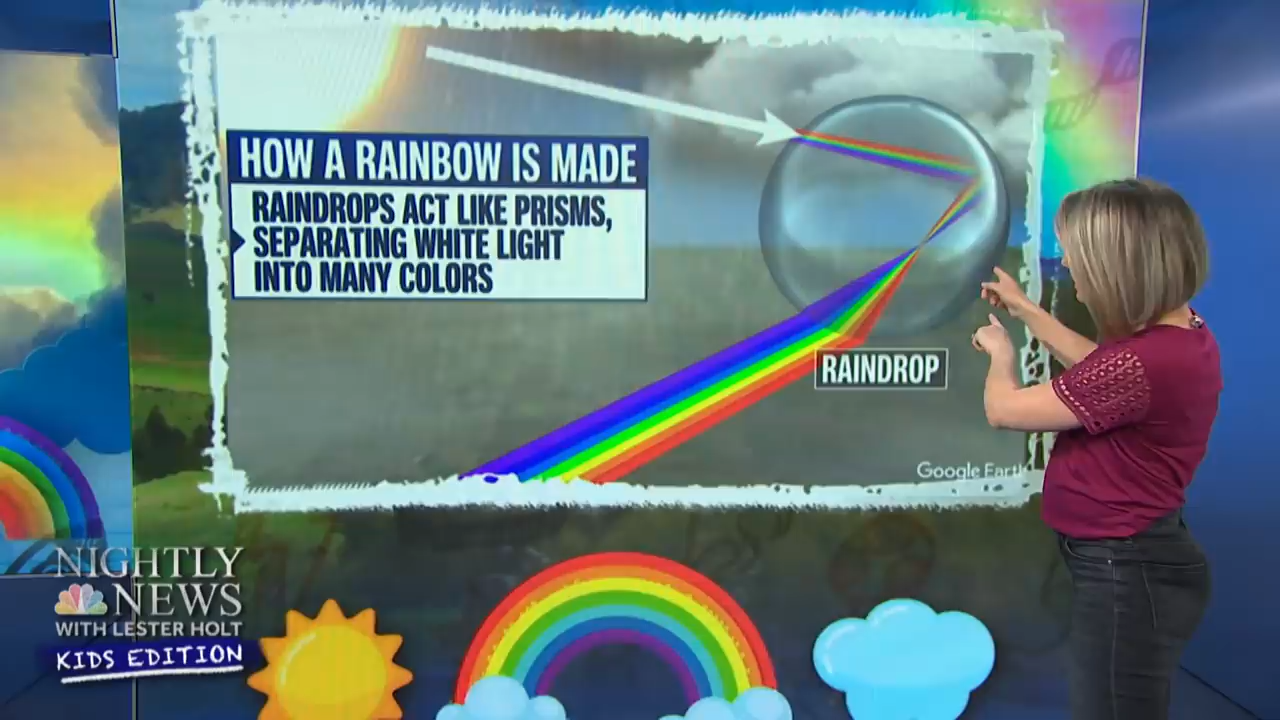 HOW A RAINBOW IS MADE
RAINDROPS ACT LIKE PRISMS,
SEPARATING WHITE LIGHT
INTO MANY COLORS
RAINDROP
Google Earth
NIGHTLY
NEWS
WITH LESTER HOLT
KIDS EDITION